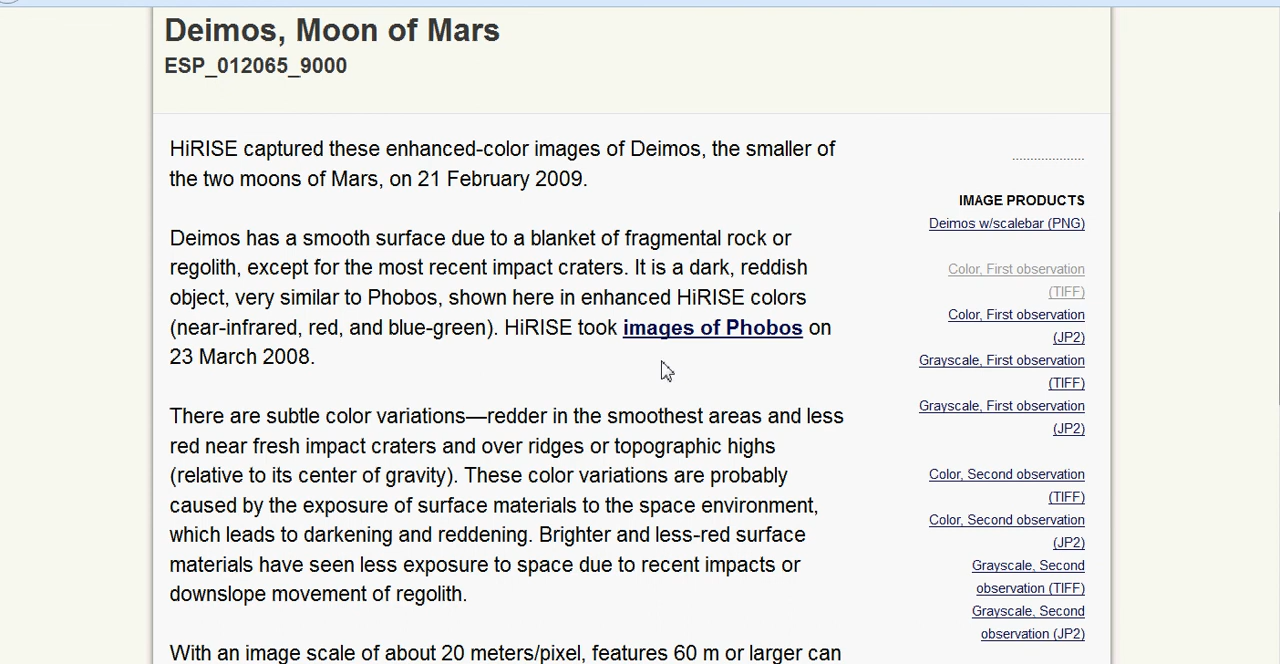 Deimos, Moon of Mars
ESP_012065_9000
HiRISE captured these enhanced-color images of Deimos, the smaller of
the two moons of Mars, on 21 February 2009.
Deimos has a smooth surface due to a blanket of fragmental rock or
regolith, except for the most recent impact craters. It is a dark, reddish
object, very similar to Phobos, shown here in enhanced HiRISE colors
(near-infrared, red, and blue-green). HiRISE took images of Phobos on
23 March 2008.
There are subtle color variations—redder in the smoothest areas and less
red near fresh impact craters and over ridges or topographic highs
(relative to its center of gravity). These color variations are probably
caused by the exposure of surface materials to the space environment,
which leads to darkening and reddening. Brighter and less-red surface
materials have seen less exposure to space due to recent impacts or
downslope movement of regolith.
With an image scale of about 20 meters/pixel, features 60 m or larger can
IMAGE PRODUCTS
Deimos w/scalebar (PNG)
Color, First observation
(TIFF)
Color, First observation
(JP2)
Grayscale, First observation
(TIFF)
Grayscale, First observation
(JP2)
Color, Second observation
(TIFF)
Color, Second observation
(JP2)
Grayscale, Second
observation (TIFF)
Grayscale, Second
observation (JP2)